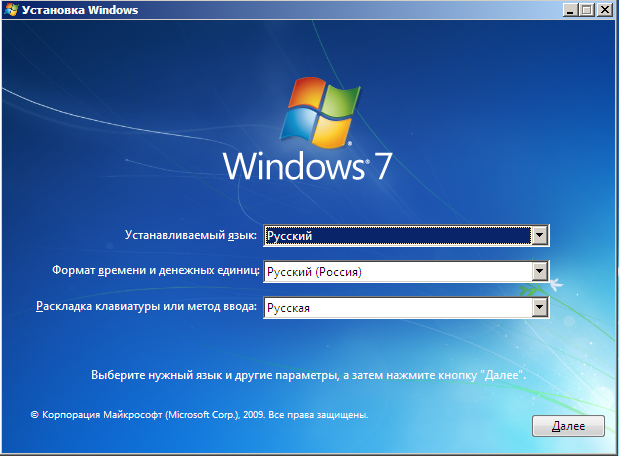 Установка Windows
Windows® 7
Устанавливаемый язык: Русский
Формат времени и денежных единиц: Русский (Россия)
Раскладка клавиатуры или метод ввода: Русская
Выберите нужный язык и другие параметры, а затем нажмите кнопку "Далее".
© Корпорация Майкрософт (Microsoft Corp.), 2009. Все права защищены.
Далее